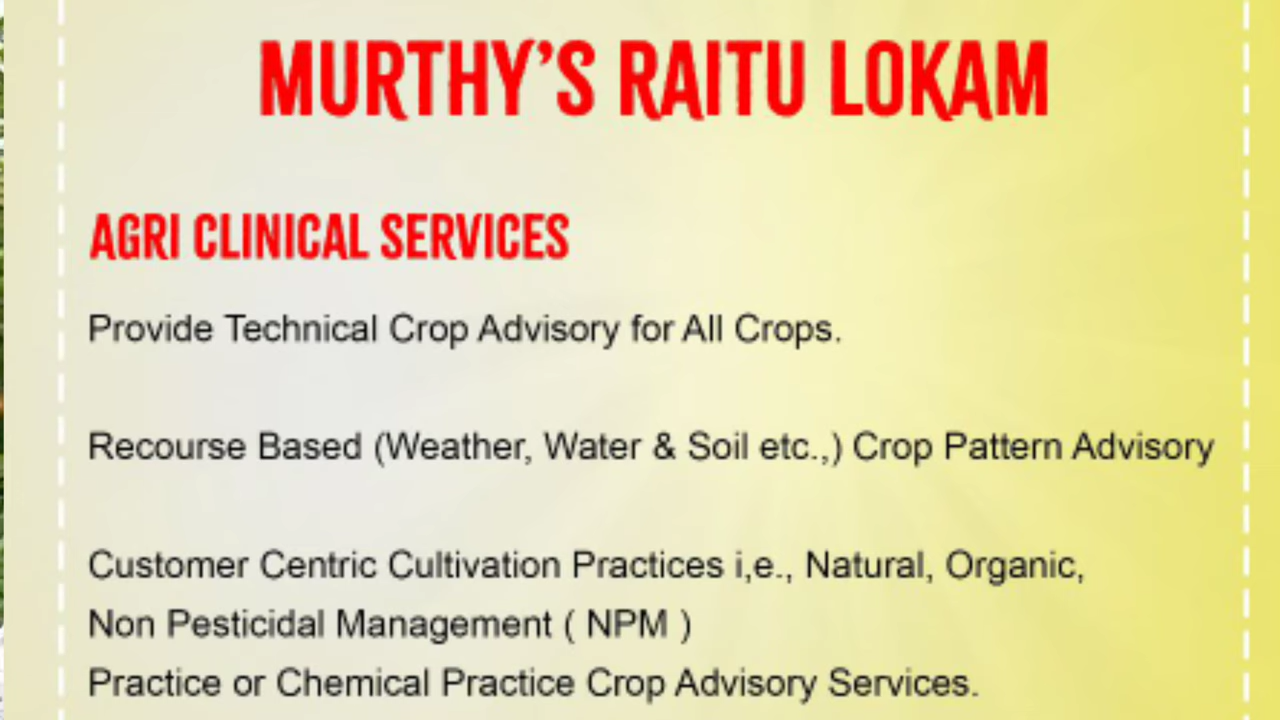 MURTHY’S RAITU LOKAM
AGRI CLINICAL SERVICES
Provide Technical Crop Advisory for All Crops.
Recourse Based (Weather, Water & Soil etc.,) Crop Pattern Advisory
Customer Centric Cultivation Practices i,e., Natural, Organic,
Non Pesticidal Management ( NPM )
Practice or Chemical Practice Crop Advisory Services.